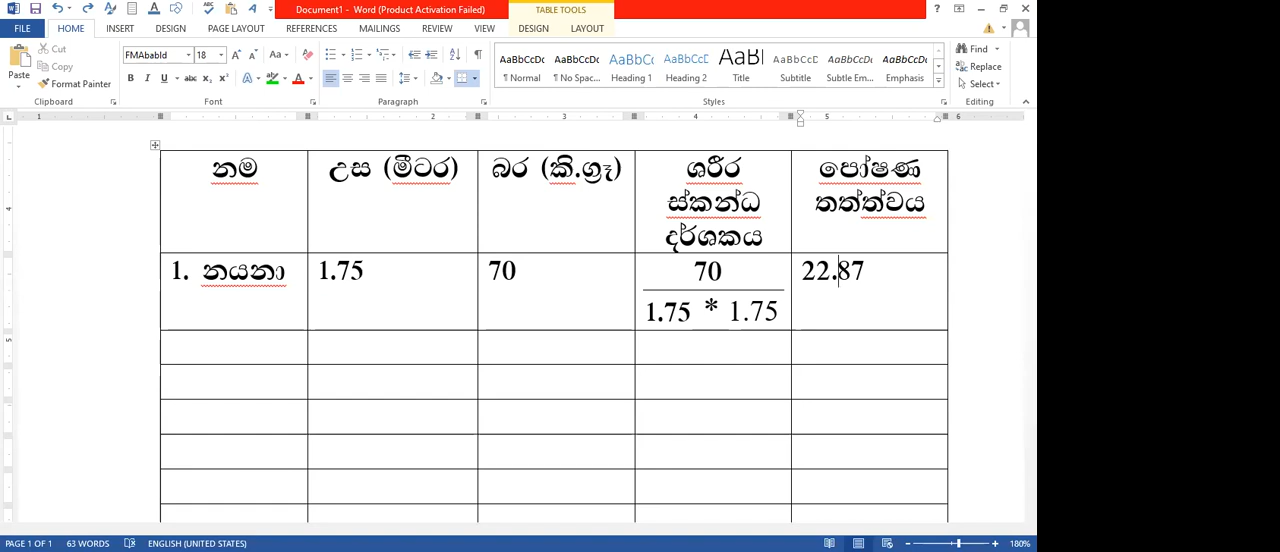 Document1 - Word (Product Activation Failed)
TABLE TOOLS
FILE HOME INSERT DESIGN PAGE LAYOUT REFERENCES MAILINGS REVIEW VIEW DESIGN LAYOUT
Paste
Cut
Copy
Format Painter
FMAbabld 18
Clipboard
Font
Paragraph
AaBbCcDc ¶ Normal
AaBbCcDc ¶ No Spac...
AaBbCc Heading 1
AaBbCcD Heading 2
AaBl Title
AaBbCcD Subtitle
AaBbCcDc Subtle Em...
AaBbCcDc Emphasis
Styles
Find
Replace
Select
Editing
නම
උස (මීටර)
බර (කි.ග්‍රෑ)
ශරීර
ස්කන්ධ
දර්ශකය
පෝෂණ
තත්ත්වය
1. නයනා
1.75
70
70
1.75 * 1.75
22.87
PAGE 1 OF 1 63 WORDS ENGLISH (UNITED STATES) 180%